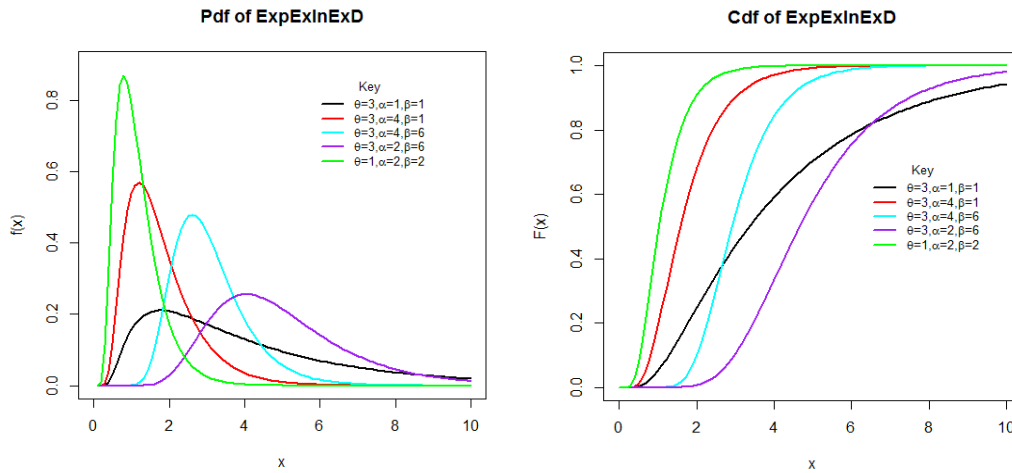 Pdf of ExpExInExD
f(x)
0.8
0.6
0.4
0.2
0.0
Key
θ=3,α=1,β=1
θ=3,α=4,β=1
θ=3,α=4,β=6
θ=3,α=2,β=6
θ=1,α=2,β=2
0 2 4 6 8 10
x
Cdf of ExpExInExD
F(x)
1.0
0.8
0.6
0.4
0.2
0.0
Key
θ=3,α=1,β=1
θ=3,α=4,β=1
θ=3,α=4,β=6
θ=3,α=2,β=6
θ=1,α=2,β=2
0 2 4 6 8 10
x